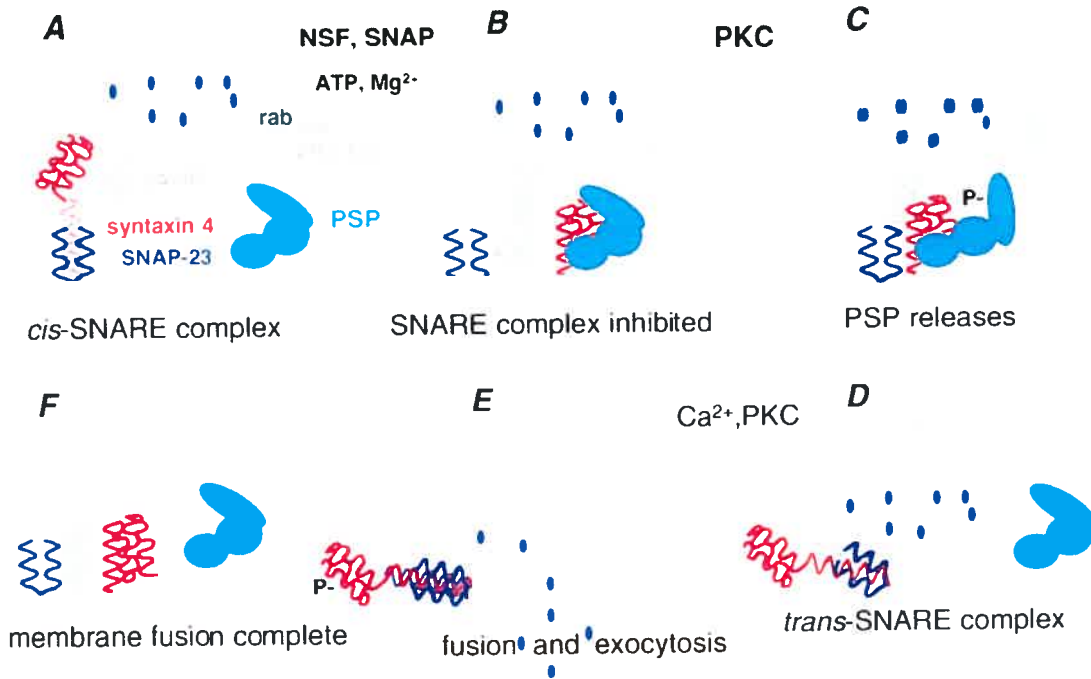 A
NSF, SNAP
B
PKC
C
ATP, Mg²⁻
rab
P-
syntaxin 4
PSP
SNAP-23
cis-SNARE complex
SNARE complex inhibited
PSP releases
F
E
D
Ca²⁺,PKC
P-
membrane fusion complete
fusion and exocytosis
trans-SNARE complex